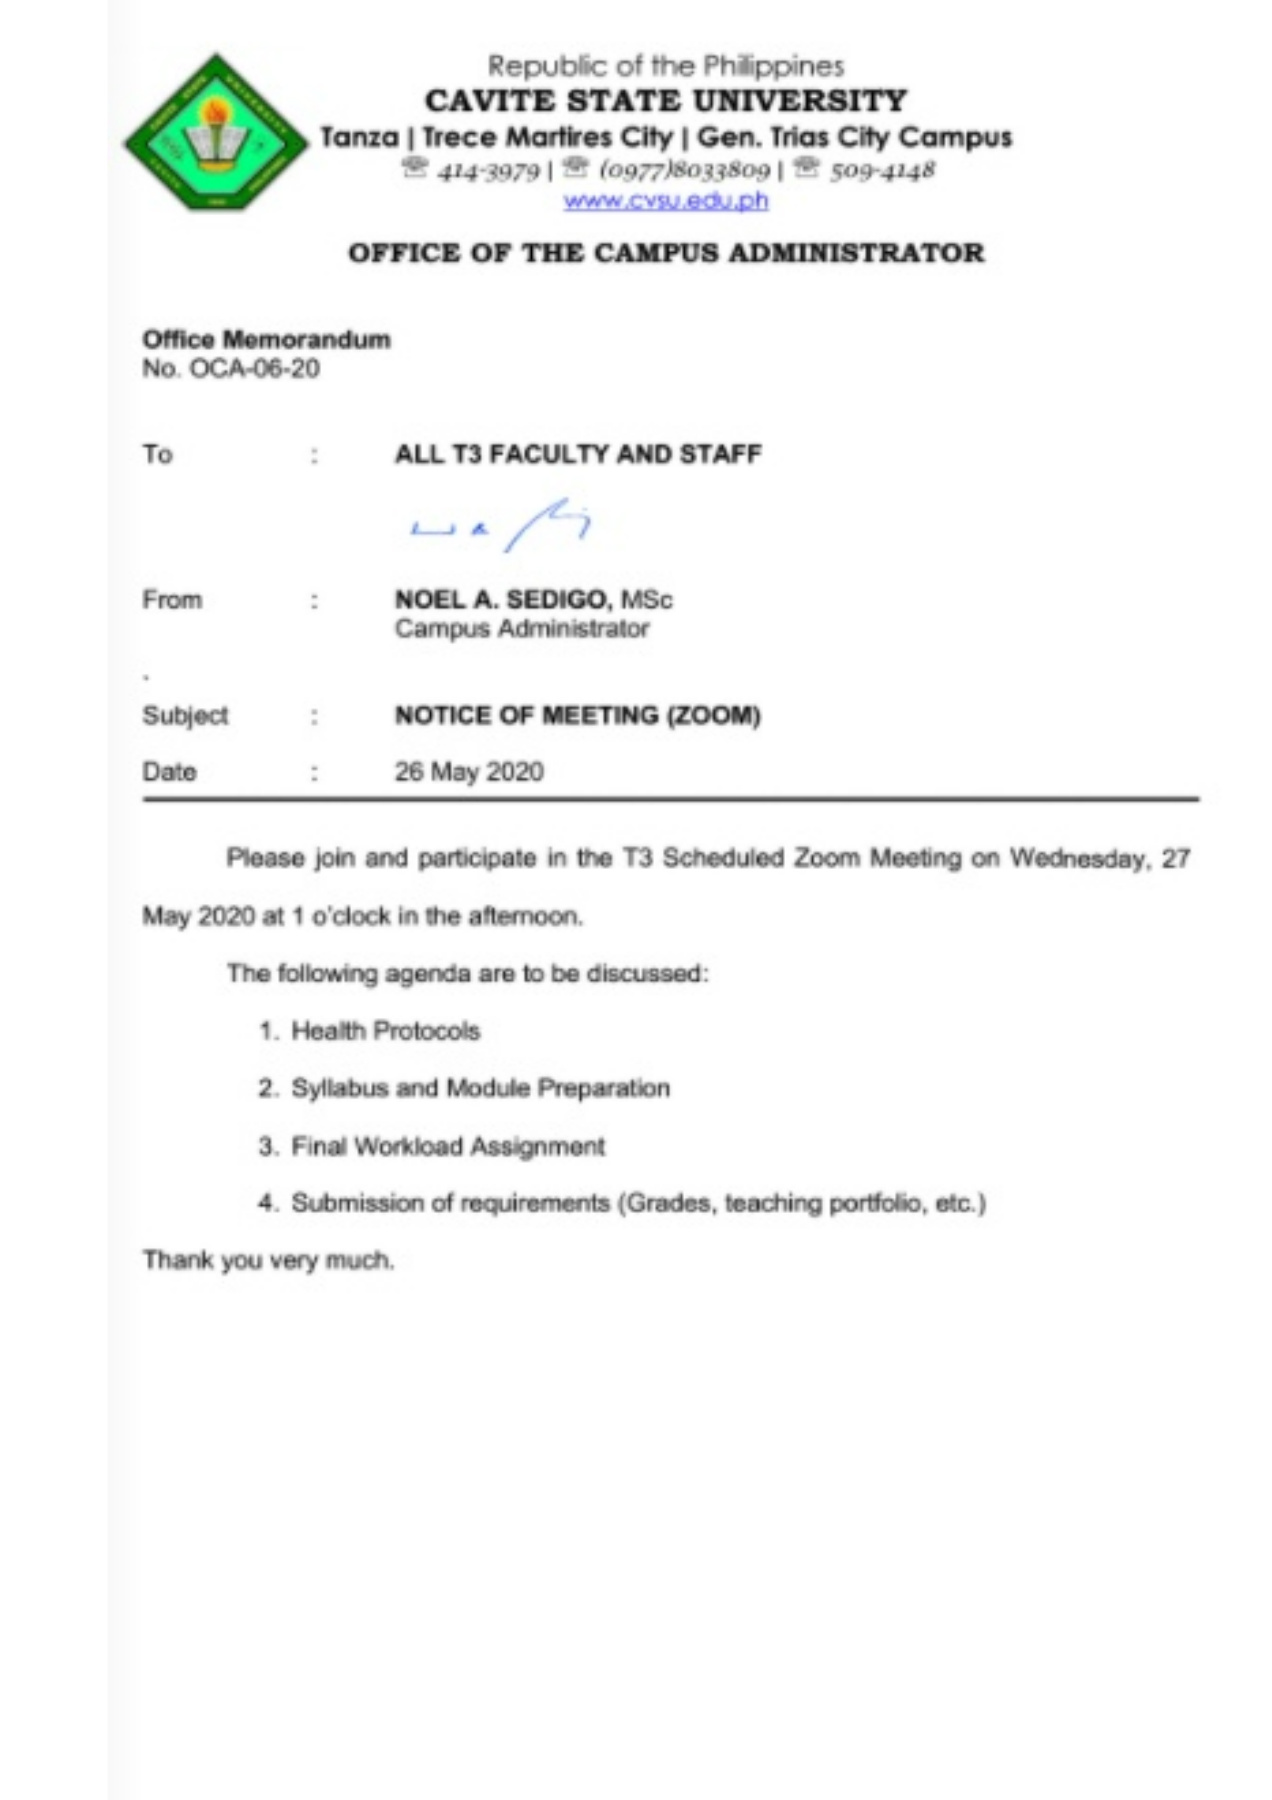 Republic of the Philippines
CAVITE STATE UNIVERSITY
Tanza | Trece Martires City | Gen. Trias City Campus
☏ 414-3979 | ☏ (0977)8033809 | ☏ 509-4148
www.cvsu.edu.ph
OFFICE OF THE CAMPUS ADMINISTRATOR
Office Memorandum
No. OCA-06-20
To : ALL T3 FACULTY AND STAFF
From : NOEL A. SEDIGO, MSc
Campus Administrator
.
Subject : NOTICE OF MEETING (ZOOM)
Date : 26 May 2020
Please join and participate in the T3 Scheduled Zoom Meeting on Wednesday, 27
May 2020 at 1 o'clock in the afternoon.
The following agenda are to be discussed:
1. Health Protocols
2. Syllabus and Module Preparation
3. Final Workload Assignment
4. Submission of requirements (Grades, teaching portfolio, etc.)
Thank you very much.